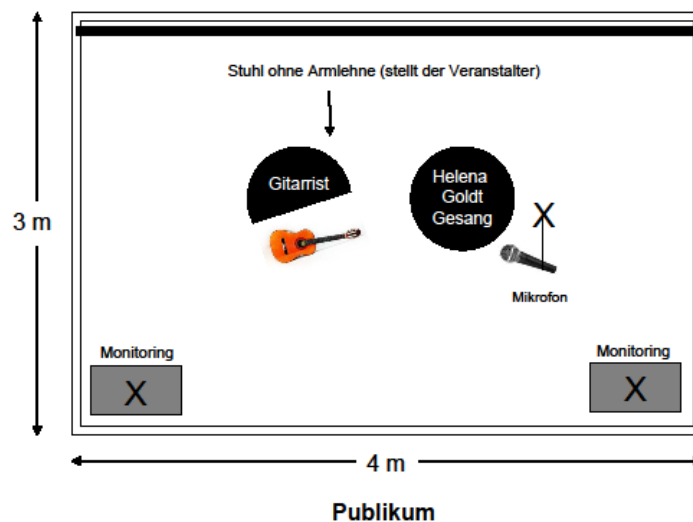 Stuhl ohne Armlehne (stellt der Veranstalter)
Gitarrist
Helena
Goldt
Gesang
X
3 m
Mikrofon
Monitoring
X
Monitoring
X
4 m
Publikum